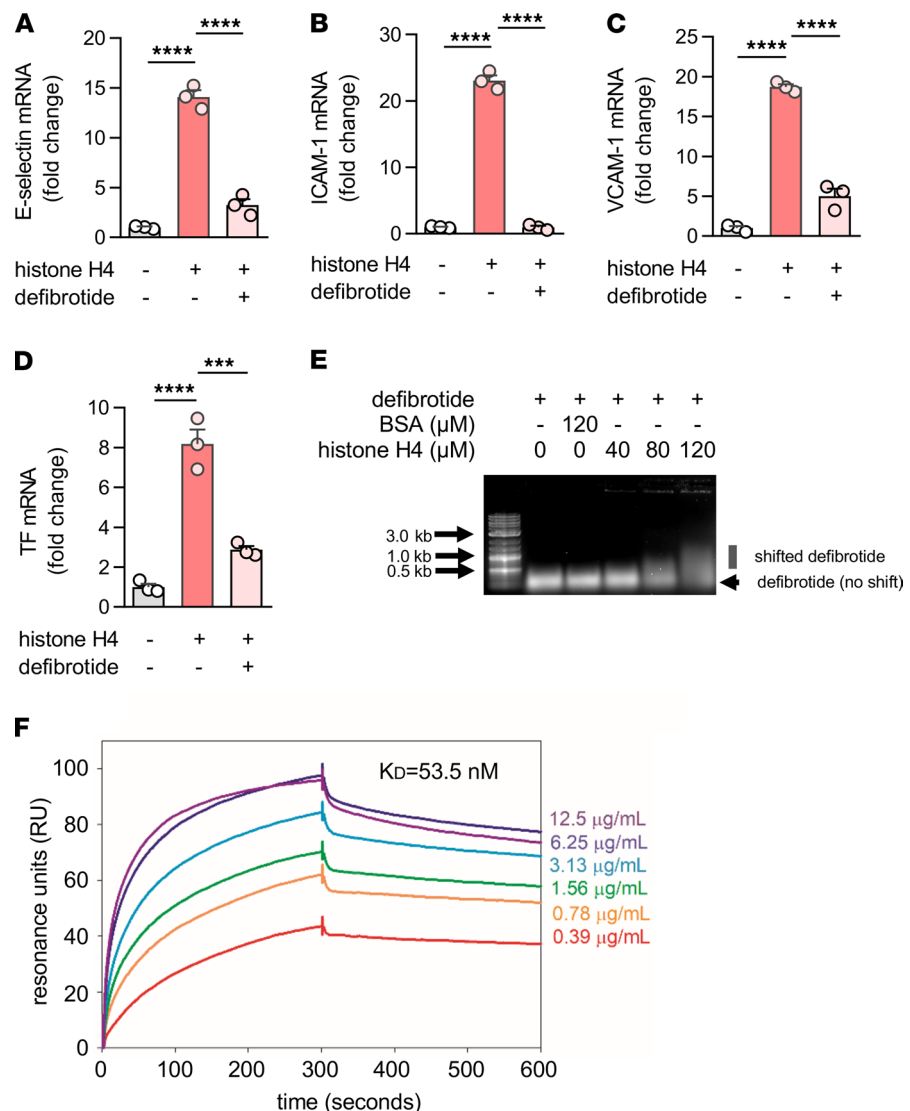 A
E-selectin mRNA
(fold change)
20
15
10
5
0
**** ****
histone H4 - + +
defibrotide - - +
B
ICAM-1 mRNA
(fold change)
30
20
10
0
**** ****
histone H4 - + +
defibrotide - - +
C
VCAM-1 mRNA
(fold change)
25
20
15
10
5
0
**** ****
histone H4 - + +
defibrotide - - +
D
TF mRNA
(fold change)
10
8
6
4
2
0
**** ***
histone H4 - + +
defibrotide - - +
E
defibrotide + + + + +
BSA (µM) - 120 - - -
histone H4 (µM) 0 0 40 80 120
3.0 kb
1.0 kb
0.5 kb
shifted defibrotide
defibrotide (no shift)
F
resonance units (RU)
100
80
60
40
20
0
KD=53.5 nM
12.5 µg/mL
6.25 µg/mL
3.13 µg/mL
1.56 µg/mL
0.78 µg/mL
0.39 µg/mL
0 100 200 300 400 500 600
time (seconds)